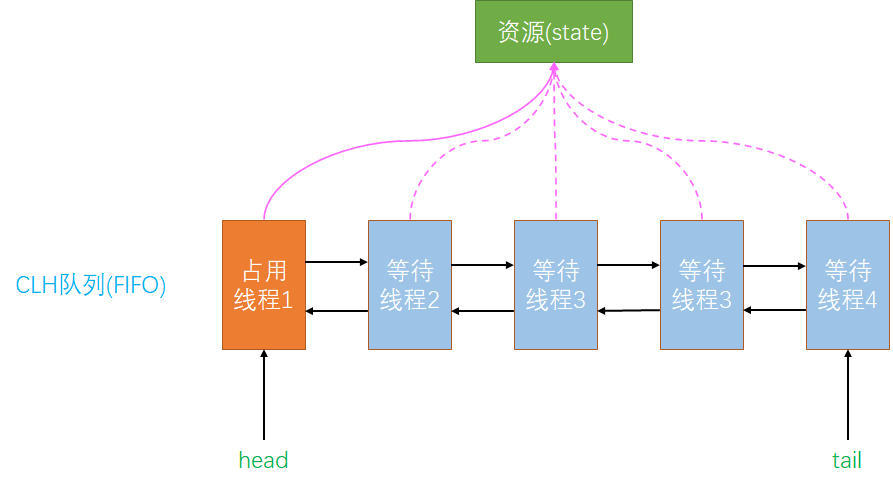 资源(state)
CLH队列(FIFO)
占用
线程1
等待
线程2
等待
线程3
等待
线程3
等待
线程4
head
tail